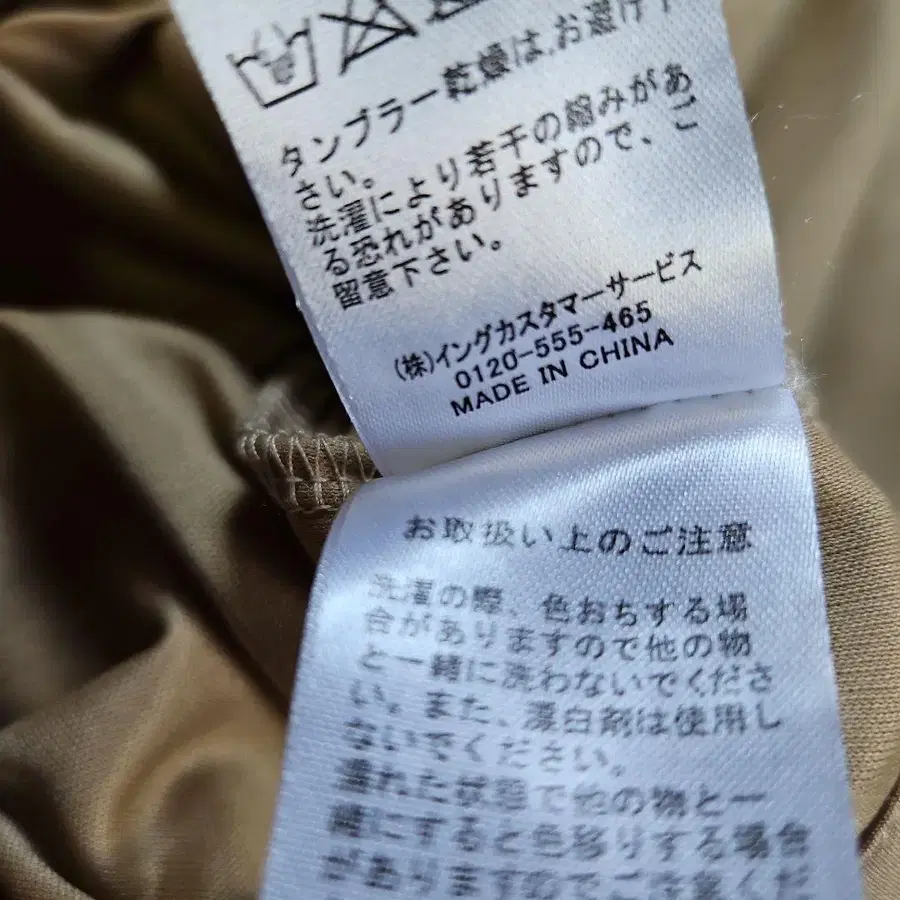 タンブラー乾燥は、お避け下
さい。
洗濯により若干の縮みがあ
る恐れがありますので、ご
留意下さい。
(株)イングカスタマーサービス
0120-555-465
MADE IN CHINA
お取扱い上のご注意
洗濯の際、色おちする場
合がありますので他の物
と一緒に洗わないでくださ
い。また、漂白剤は使用し
ないでください。
濡れた状態で他の物と一
緒にすると色移りする場合
がありますのでご注意くだ